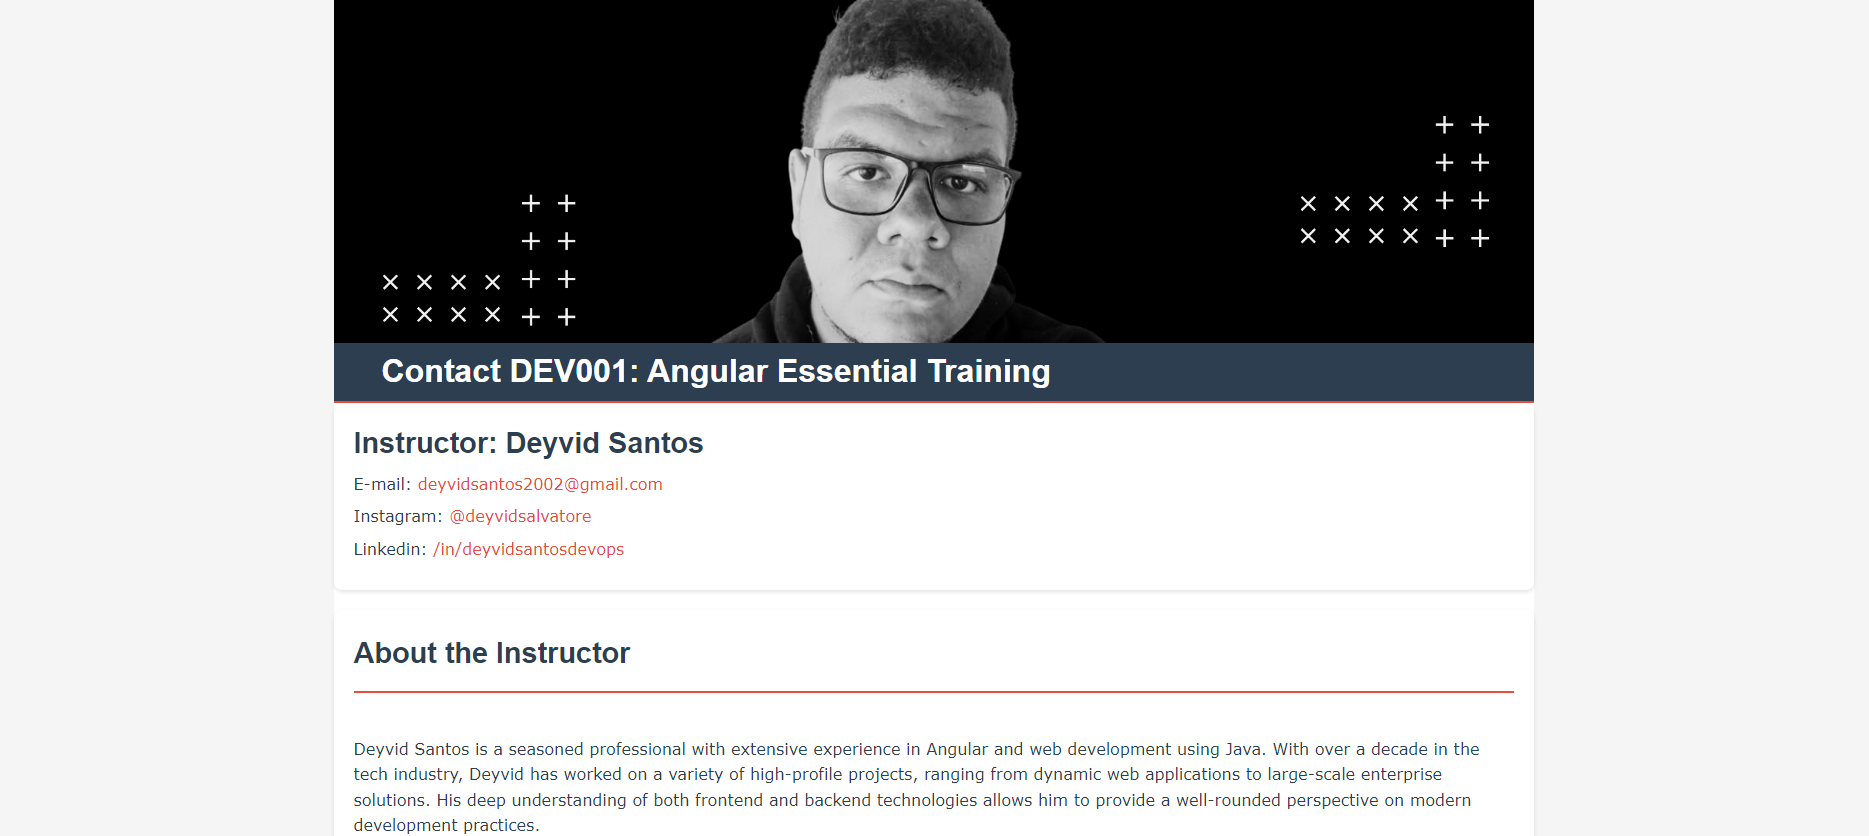 Contact DEV001: Angular Essential Training
Instructor: Deyvid Santos
E-mail: deyvidsantos2002@gmail.com
Instagram: @deyvidsalvatore
Linkedin: /in/deyvidsantosdevops
About the Instructor
Deyvid Santos is a seasoned professional with extensive experience in Angular and web development using Java. With over a decade in the
tech industry, Deyvid has worked on a variety of high-profile projects, ranging from dynamic web applications to large-scale enterprise
solutions. His deep understanding of both frontend and backend technologies allows him to provide a well-rounded perspective on modern
development practices.